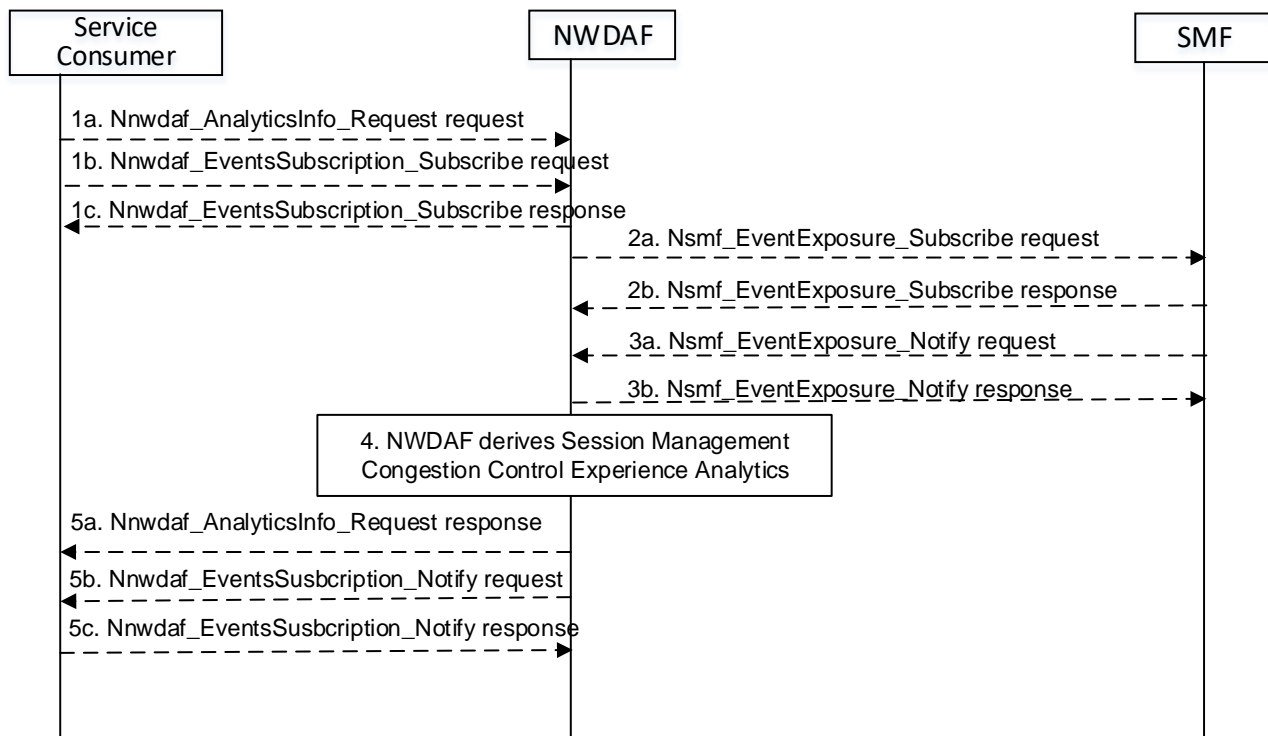 Service
Consumer
NWDAF
SMF
1a. Nnwdaf_AnalyticsInfo_Request request
1b. Nnwdaf_EventsSubscription_Subscribe request
1c. Nnwdaf_EventsSubscription_Subscribe response
2a. Nsmf_EventExposure_Subscribe request
2b. Nsmf_EventExposure_Subscribe response
3a. Nsmf_EventExposure_Notify request
3b. Nsmf_EventExposure_Notify response
4. NWDAF derives Session Management
Congestion Control Experience Analytics
5a. Nnwdaf_AnalyticsInfo_Request response
5b. Nnwdaf_EventsSusbcription_Notify request
5c. Nnwdaf_EventsSusbcription_Notify response